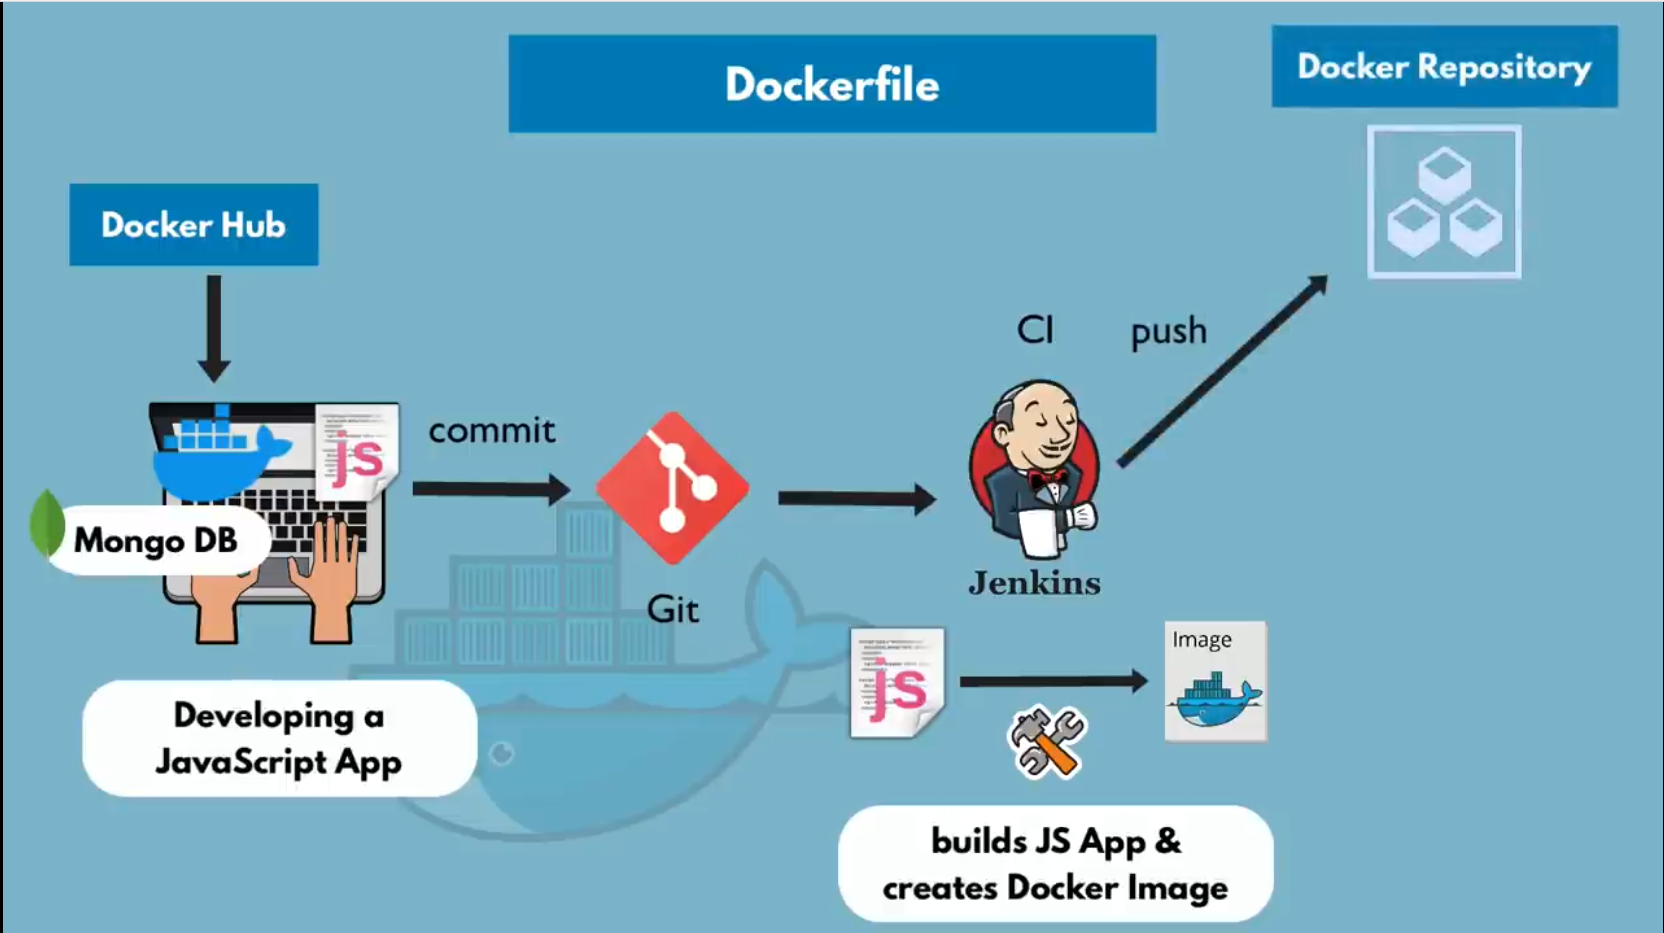 Dockerfile
Docker Repository
Docker Hub
CI
push
commit
js
Mongo DB
Git
Jenkins
Developing a
JavaScript App
js
Image
builds JS App &
creates Docker Image